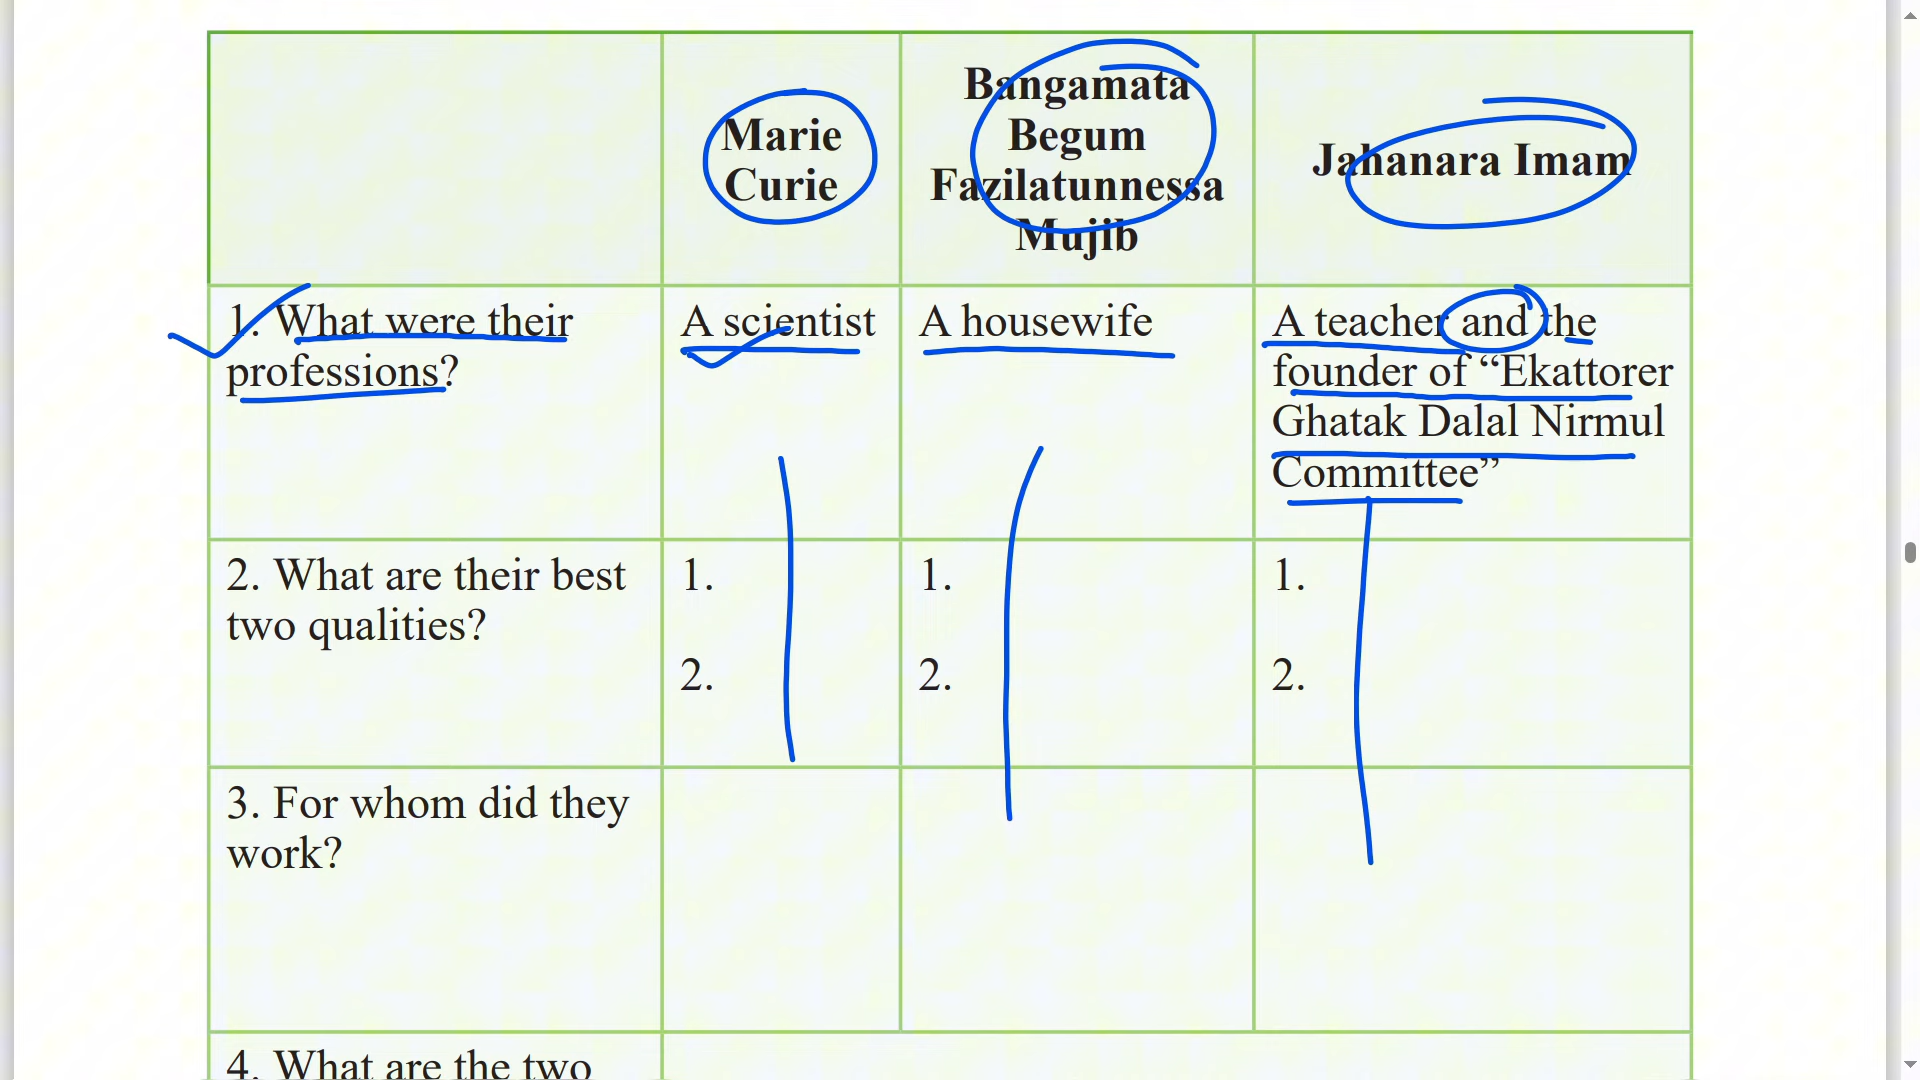 Marie
Curie
Bangamata
Begum
Fazilatunnessa
Mujib
Jahanara Imam
1. What were their
professions?
A scientist
A housewife
A teacher and the
founder of “Ekattorer
Ghatak Dalal Nirmul
Committee”
2. What are their best
two qualities?
1.
2.
1.
2.
1.
2.
3. For whom did they
work?
4. What are the two